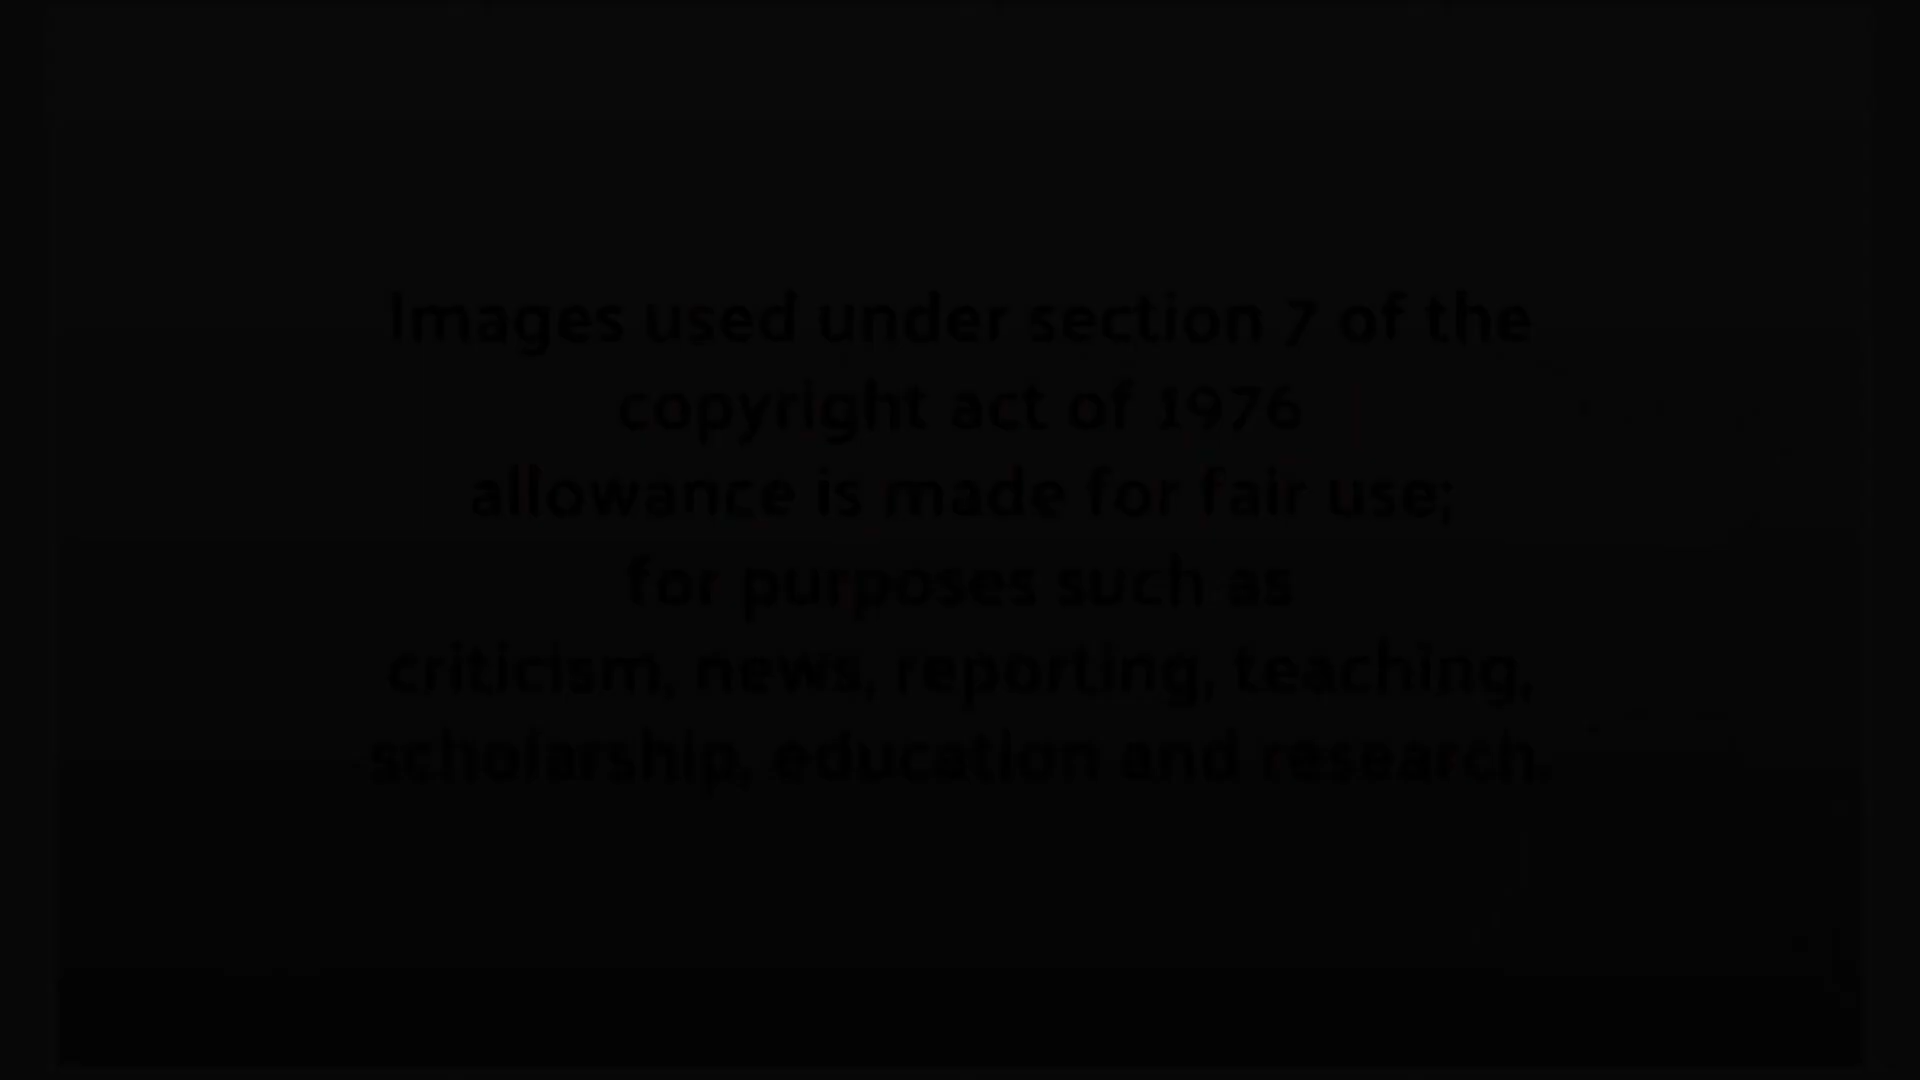 Images used under section 7 of the
copyright act of 1976
allowance is made for fair use;
for purposes such as
criticism, news, reporting, teaching,
scholarship, education and research.